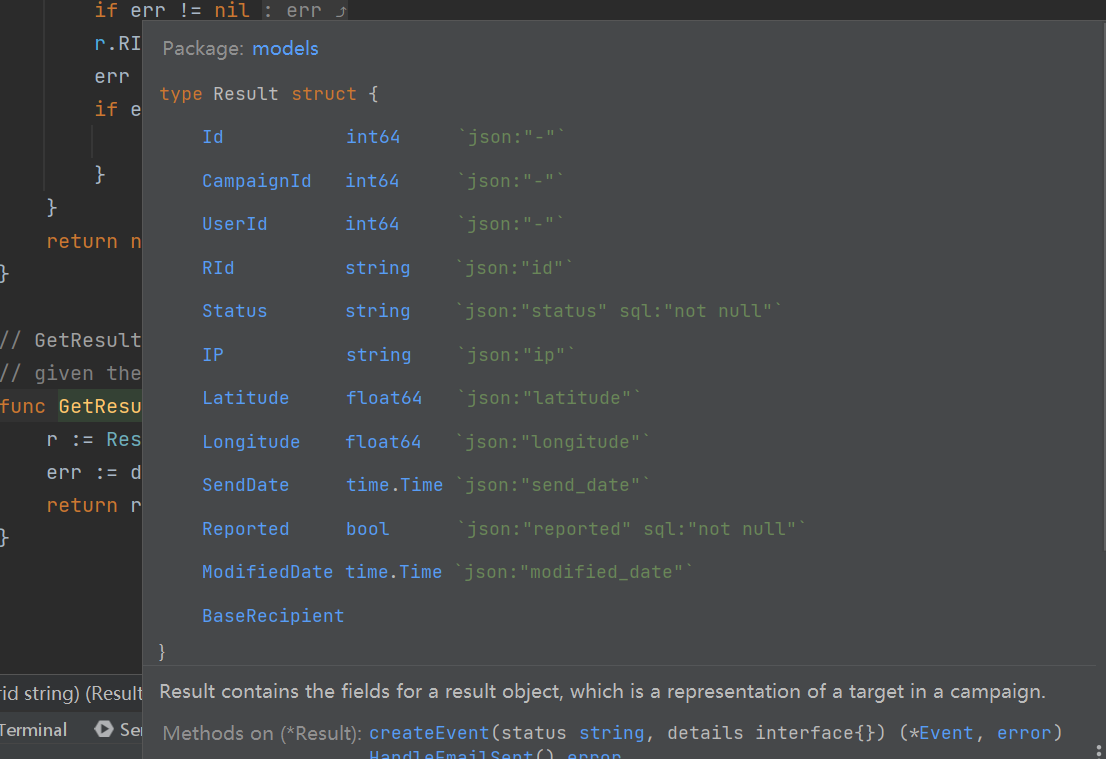 if err != nil : err
r.RI
Package: models
err
type Result struct {
if e
Id int64 `json:"-"`
}
CampaignId int64 `json:"-"`
}
UserId int64 `json:"-"`
return n
RId string `json:"id"`
}
Status string `json:"status" sql:"not null"`
// GetResult
IP string `json:"ip"`
// given the
Latitude float64 `json:"latitude"`
func GetResu
Longitude float64 `json:"longitude"`
r := Res
SendDate time.Time `json:"send_date"`
err := d
return r
Reported bool `json:"reported" sql:"not null"`
}
ModifiedDate time.Time `json:"modified_date"`
BaseRecipient
}
rid string) (Result
Result contains the fields for a result object, which is a representation of a target in a campaign.
Terminal Ser
Methods on (*Result): createEvent(status string, details interface{}) (*Event, error)
HandleEmailSent() error